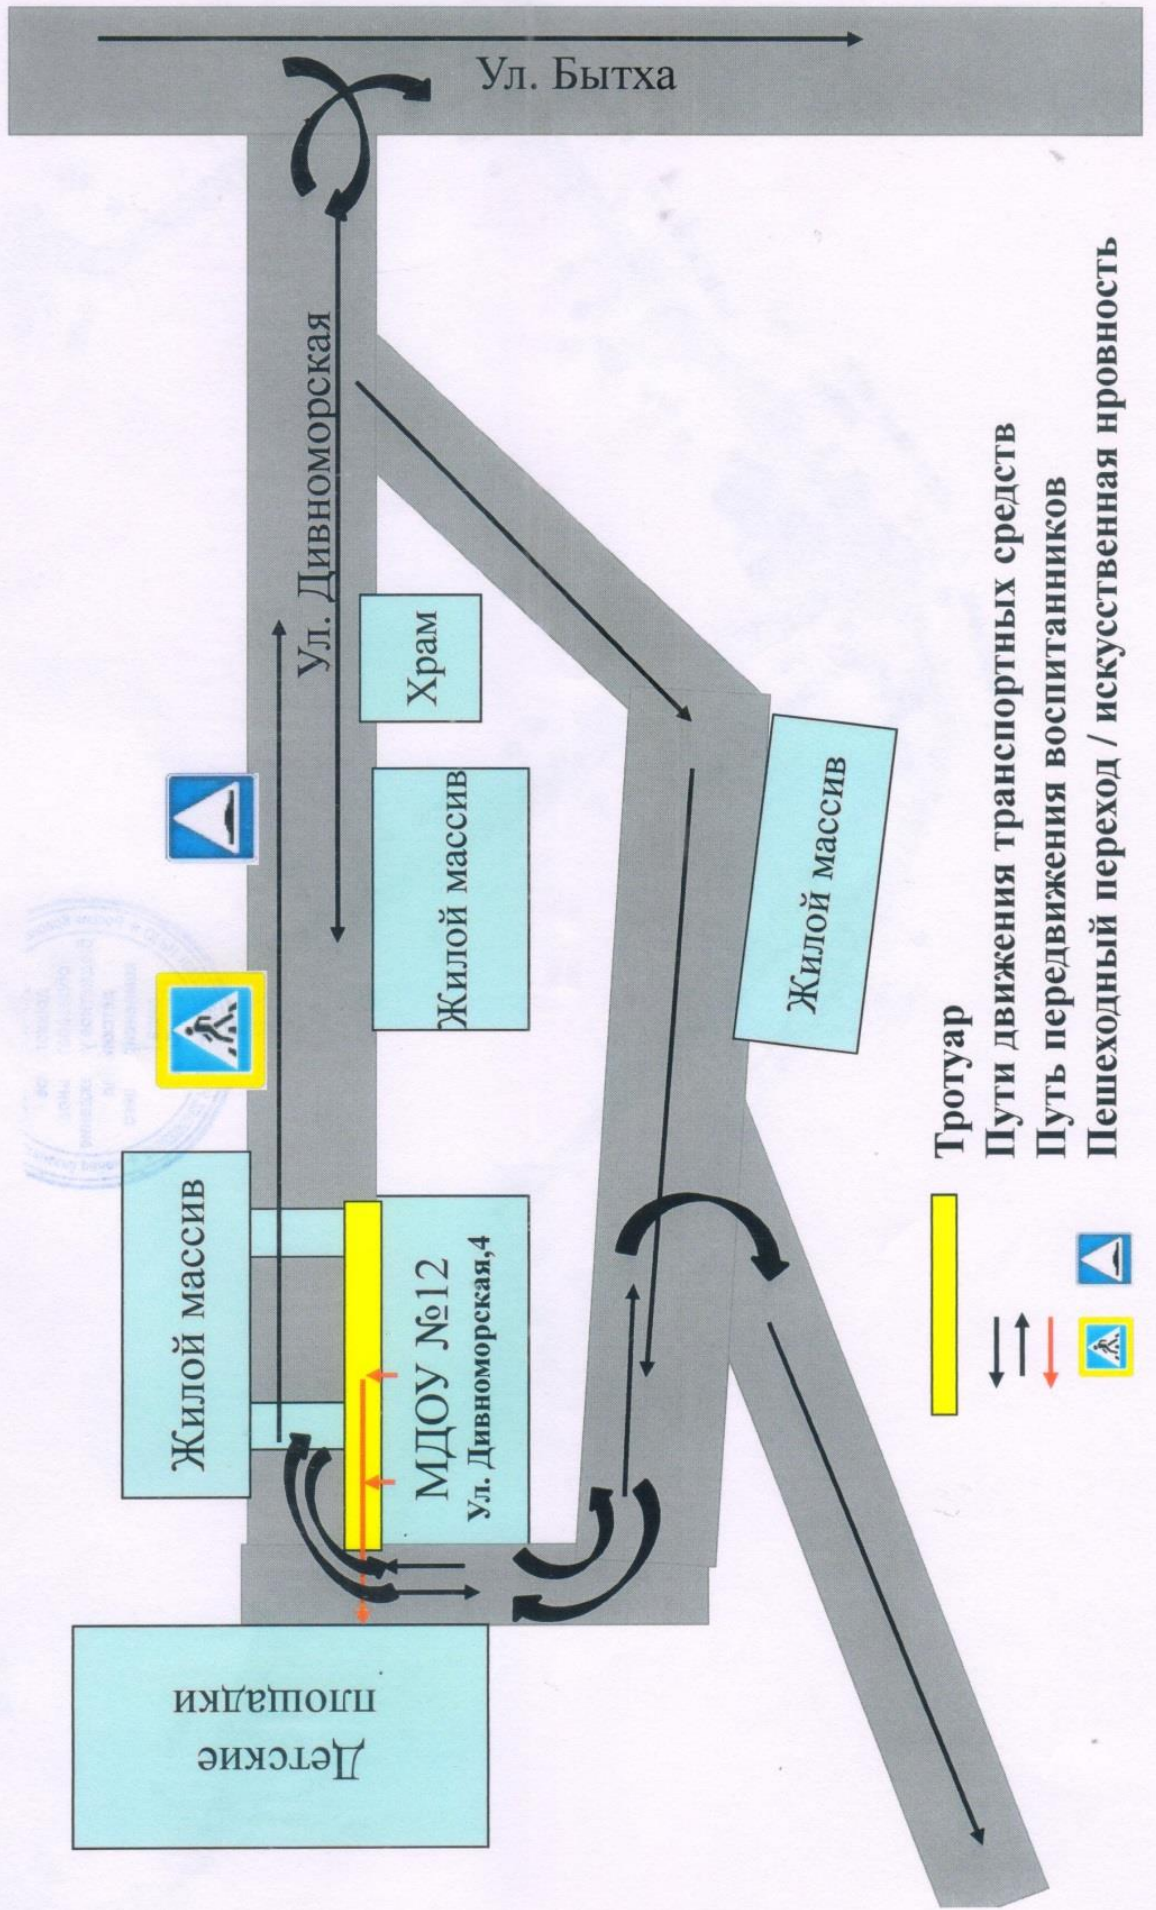 Ул. Бытха
Ул. Дивноморская
Храм
Жилой массив
Жилой массив
Жилой массив
МДОУ №12
Ул. Дивноморская,4
Детские
площадки
Тротуар
Пути движения транспортных средств
Путь передвижения воспитанников
Пешеходный переход / искуственная нровность